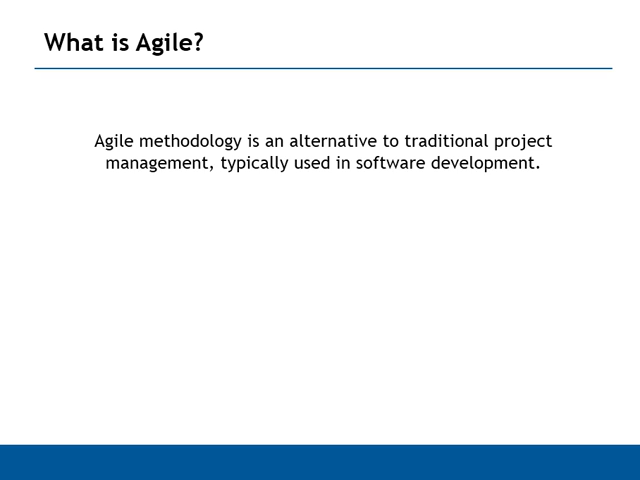 What is Agile?
Agile methodology is an alternative to traditional project
management, typically used in software development.